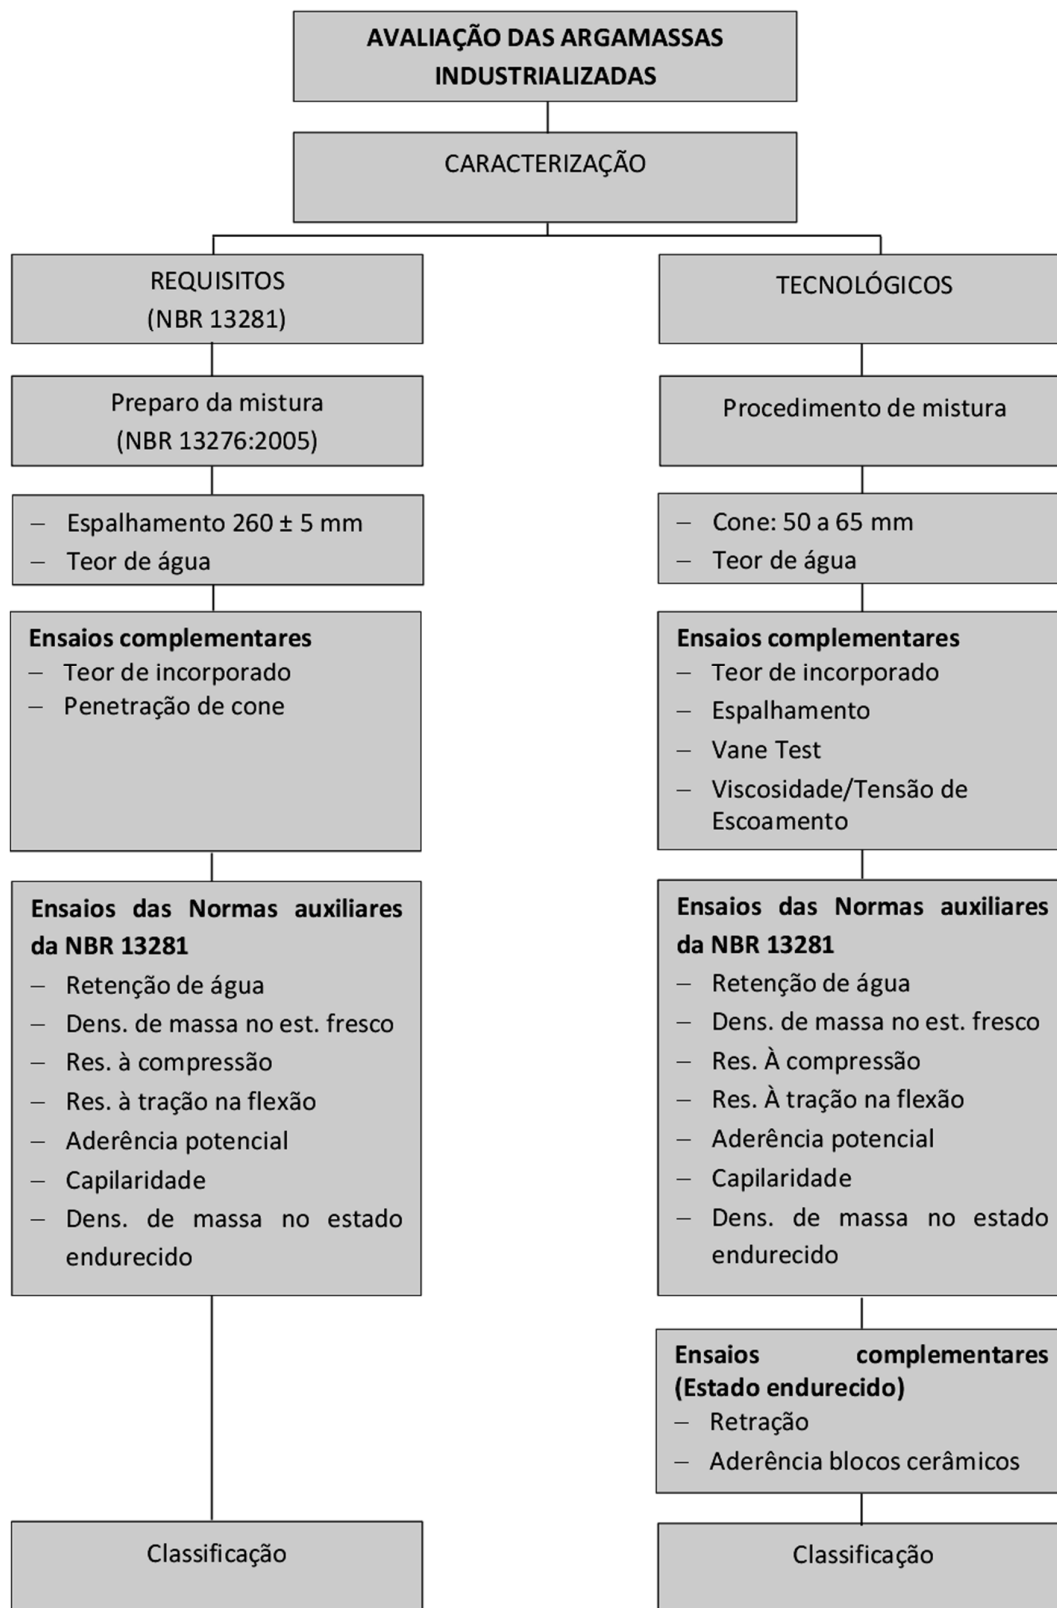 AVALIAÇÃO DAS ARGAMASSAS
INDUSTRIALIZADAS
CARACTERIZAÇÃO
REQUISITOS
(NBR 13281)
Preparo da mistura
(NBR 13276:2005)
– Espalhamento 260 ± 5 mm
– Teor de água
Ensaios complementares
– Teor de incorporado
– Penetração de cone
Ensaios das Normas auxiliares
da NBR 13281
– Retenção de água
– Dens. de massa no est. fresco
– Res. à compressão
– Res. à tração na flexão
– Aderência potencial
– Capilaridade
– Dens. de massa no estado
endurecido
Classificação
TECNOLÓGICOS
Procedimento de mistura
– Cone: 50 a 65 mm
– Teor de água
Ensaios complementares
– Teor de incorporado
– Espalhamento
– Vane Test
– Viscosidade/Tensão de
Escoamento
Ensaios das Normas auxiliares
da NBR 13281
– Retenção de água
– Dens. de massa no est. fresco
– Res. À compressão
– Res. À tração na flexão
– Aderência potencial
– Capilaridade
– Dens. de massa no estado
endurecido
Ensaios complementares
(Estado endurecido)
– Retração
– Aderência blocos cerâmicos
Classificação